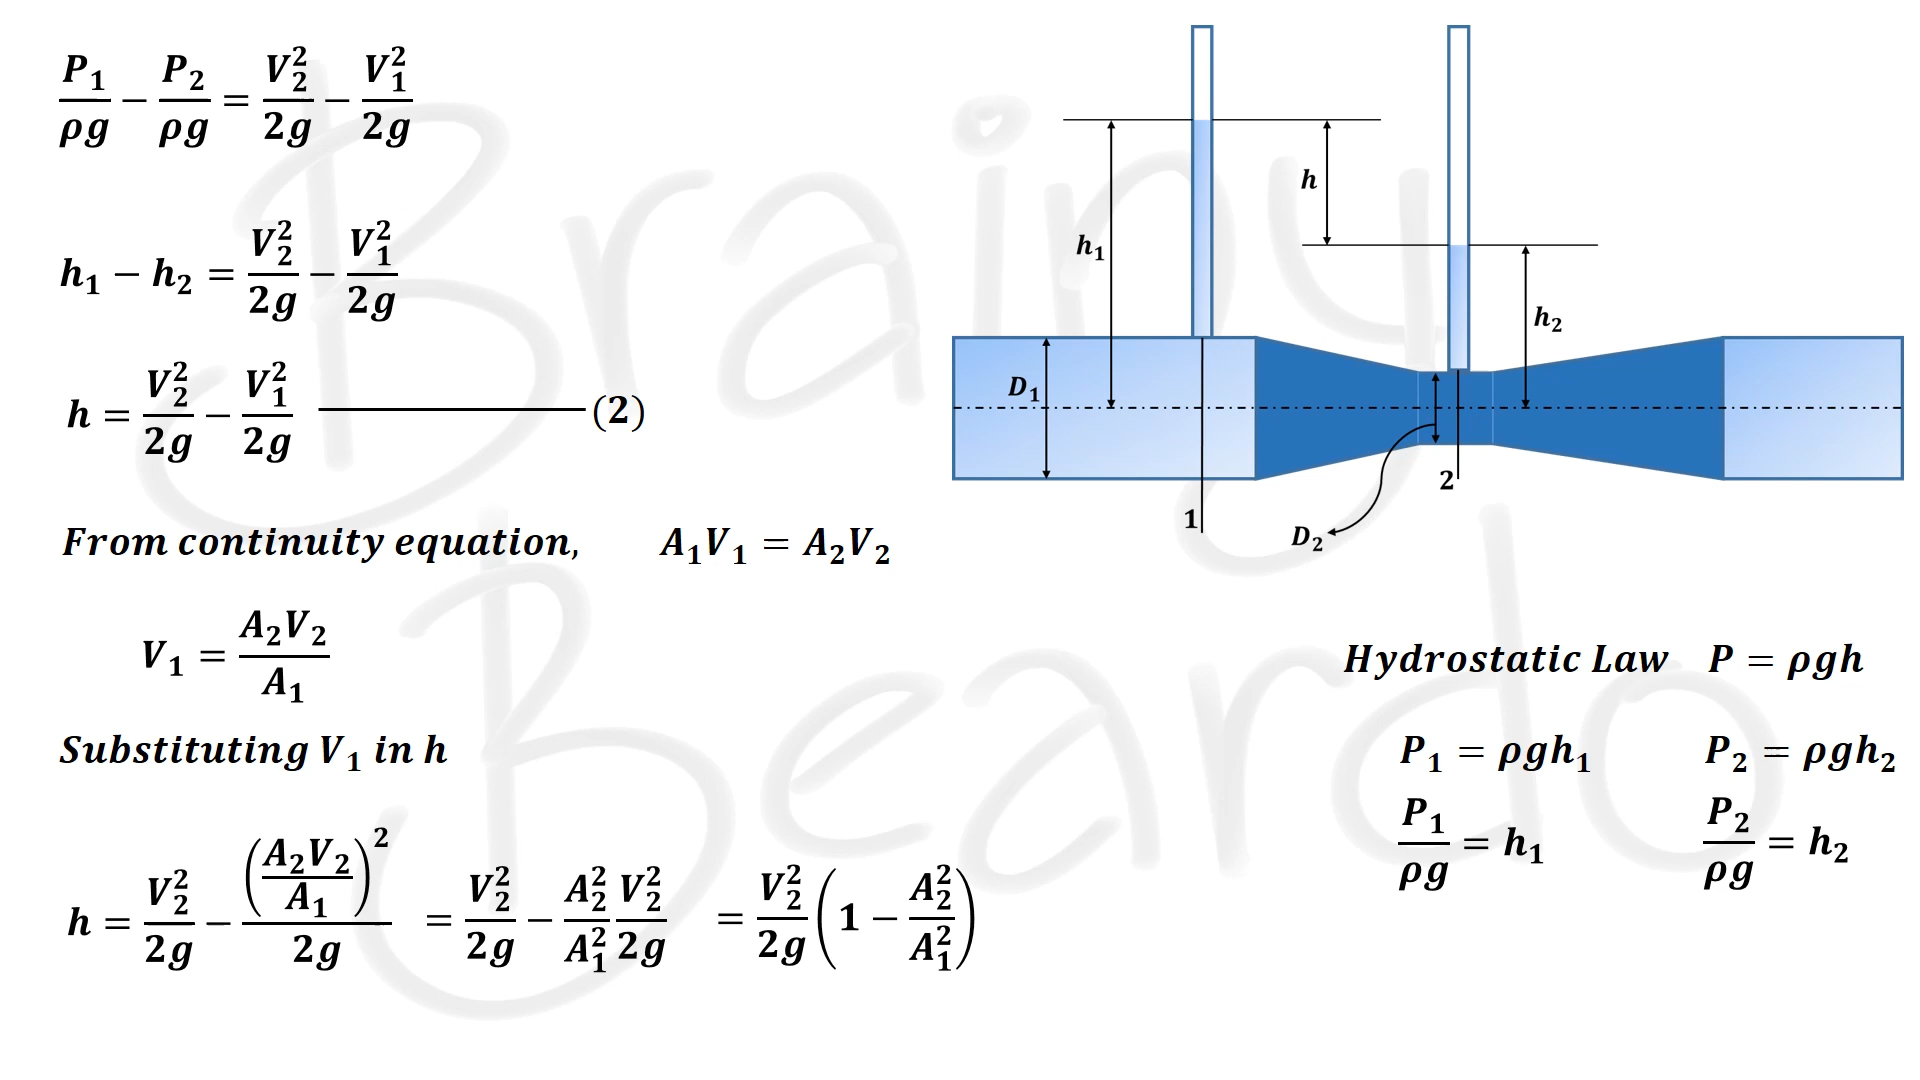 P₁/ρg − P₂/ρg = V₂²/2g − V₁²/2g
h₁ − h₂ = V₂²/2g − V₁²/2g
h = V₂²/2g − V₁²/2g ———— (2)
From continuity equation, A₁V₁ = A₂V₂
V₁ = A₂V₂/A₁
Substituting V₁ in h
h = V₂²/2g − (A₂V₂/A₁)²/2g = V₂²/2g − A₂²/A₁² V₂²/2g = V₂²/2g (1 − A₂²/A₁²)
h
h₁
h₂
D₁
2
1
D₂
Hydrostatic Law P = ρgh
P₁ = ρgh₁ P₂ = ρgh₂
P₁/ρg = h₁ P₂/ρg = h₂
Brainy
Beardo